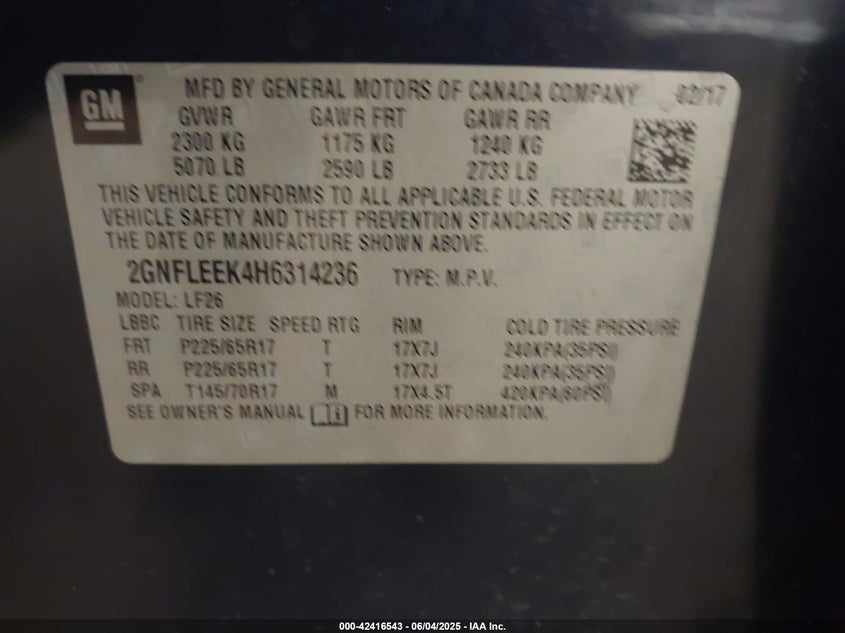 GM
MFD BY GENERAL MOTORS OF CANADA COMPANY 02/17
GVWR GAWR FRT GAWR RR
2300 KG 1175 KG 1240 KG
5070 LB 2590 LB 2733 LB
THIS VEHICLE CONFORMS TO ALL APPLICABLE U.S. FEDERAL MOTOR
VEHICLE SAFETY AND THEFT PREVENTION STANDARDS IN EFFECT ON
THE DATE OF MANUFACTURE SHOWN ABOVE.
2GNFLEEK4H6314236 TYPE: M.P.V.
MODEL: LF26
LBBC TIRE SIZE SPEED RTG RIM COLD TIRE PRESSURE
FRT P225/65R17 T 17X7J 240KPA(35PSI)
RR P225/65R17 T 17X7J 240KPA(35PSI)
SPA T145/70R17 M 17X4.5T 420KPA(60PSI)
SEE OWNER'S MANUAL FOR MORE INFORMATION.
000-42416543 - 06/04/2025 - IAA Inc.